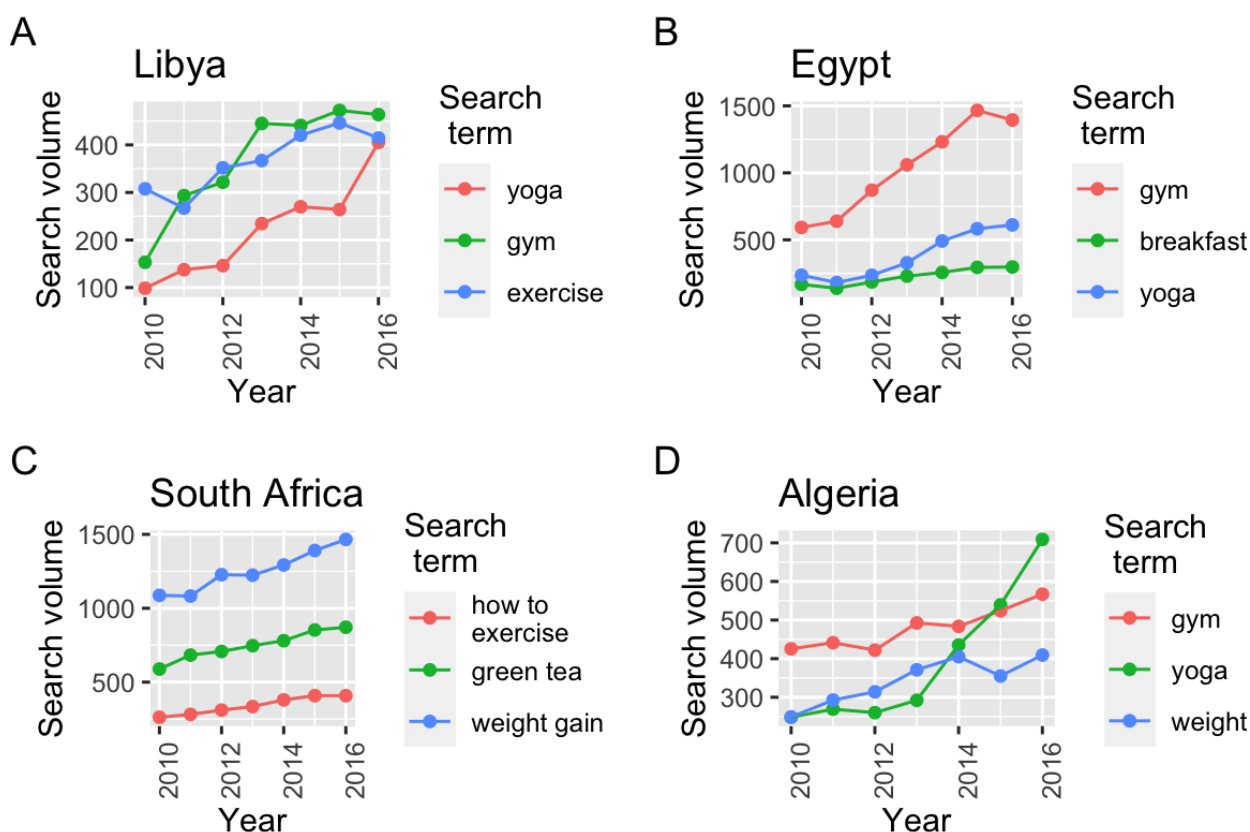 A
Libya
Search volume
400
300
200
100
2010
2012
2014
2016
Year
Search
term
yoga
gym
exercise
B
Egypt
Search volume
1500
1000
500
2010
2012
2014
2016
Year
Search
term
gym
breakfast
yoga
C
South Africa
Search volume
1500
1000
500
2010
2012
2014
2016
Year
Search
term
how to
exercise
green tea
weight gain
D
Algeria
Search volume
700
600
500
400
300
2010
2012
2014
2016
Year
Search
term
gym
yoga
weight